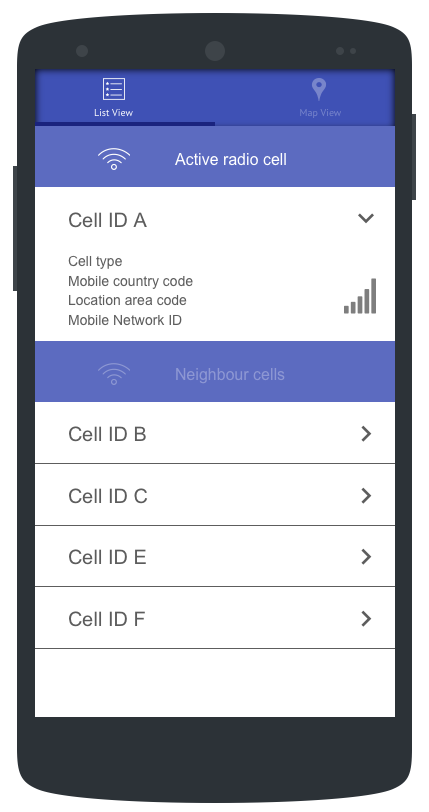 List View
Map View
Active radio cell
Cell ID A
Cell type
Mobile country code
Location area code
Mobile Network ID
Neighbour cells
Cell ID B
Cell ID C
Cell ID E
Cell ID F